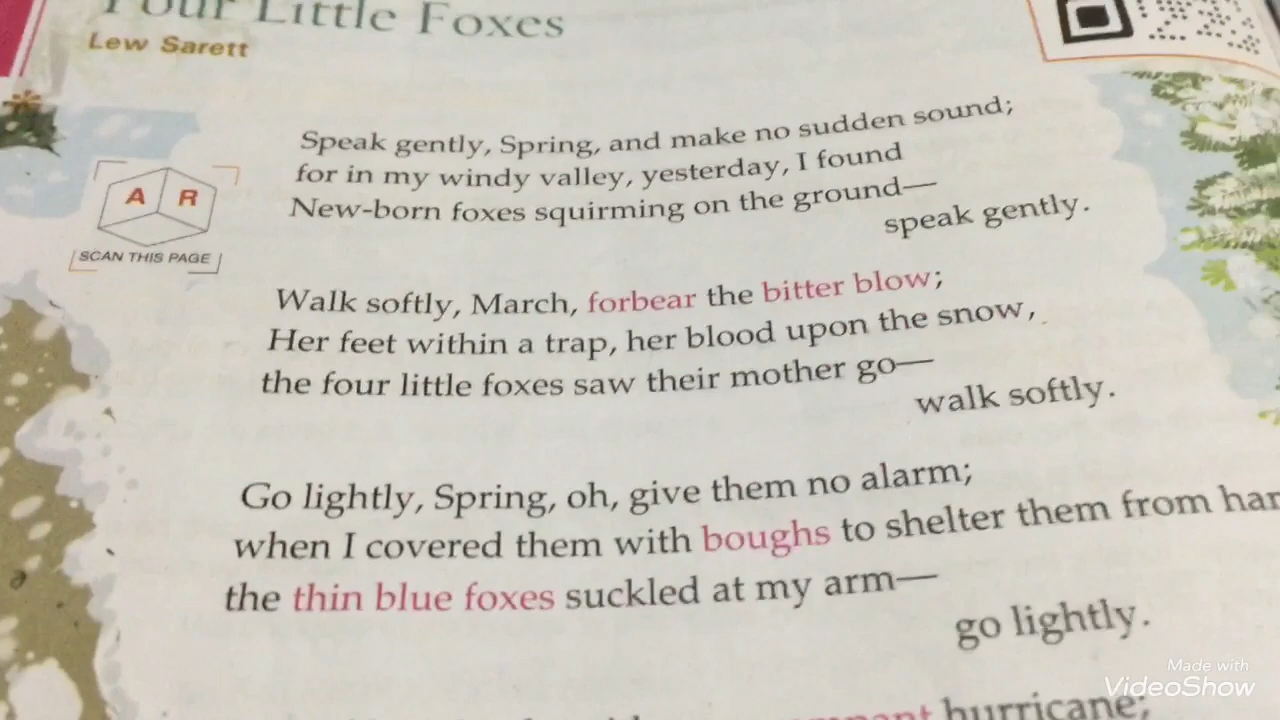 Four Little Foxes
Lew Sarett
Speak gently, Spring, and make no sudden sound;
for in my windy valley, yesterday, I found
New-born foxes squirming on the ground—
speak gently.
A R
SCAN THIS PAGE
Walk softly, March, forbear the bitter blow;
Her feet within a trap, her blood upon the snow,
the four little foxes saw their mother go—
walk softly.
Go lightly, Spring, oh, give them no alarm;
when I covered them with boughs to shelter them from har
the thin blue foxes suckled at my arm—
go lightly.
hurricane;
Made with
VideoShow